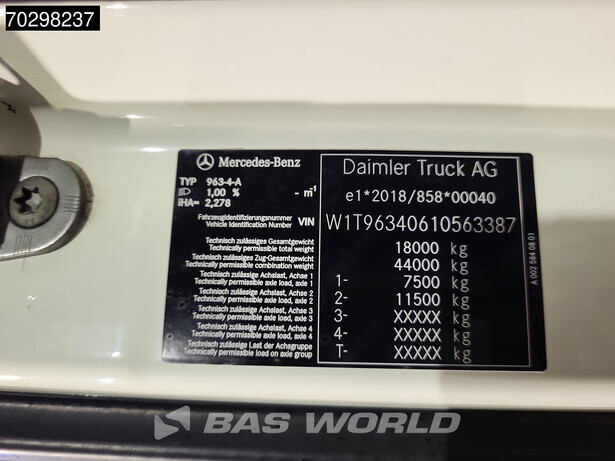 70298237
Mercedes-Benz
TYP 963-4-A
1,00 % - m-1
iHA= 2,278
Fahrzeugidentifizierungsnummer
Vehicle Identification Number VIN
Technisch zulässiges Gesamtgewicht
Technically permissible total weight
Technisch zulässiges Zug-Gesamtgewicht
Technically permissible combination weight
Technisch zulässige Achslast, Achse 1
Technically permissible axle load, axle 1
Technisch zulässige Achslast, Achse 2
Technically permissible axle load, axle 2
Technisch zulässige Achslast, Achse 3
Technically permissible axle load, axle 3
Technisch zulässige Achslast, Achse 4
Technically permissible axle load, axle 4
Technisch zulässige Last der Achsgruppe
Technically permissible load on axle group
Daimler Truck AG
e1*2018/858*00040
W1T96340610563387
18000 kg
44000 kg
1- 7500 kg
2- 11500 kg
3- XXXXX kg
4- XXXXX kg
T- XXXXX kg
A 002 584 08 01
BAS WORLD